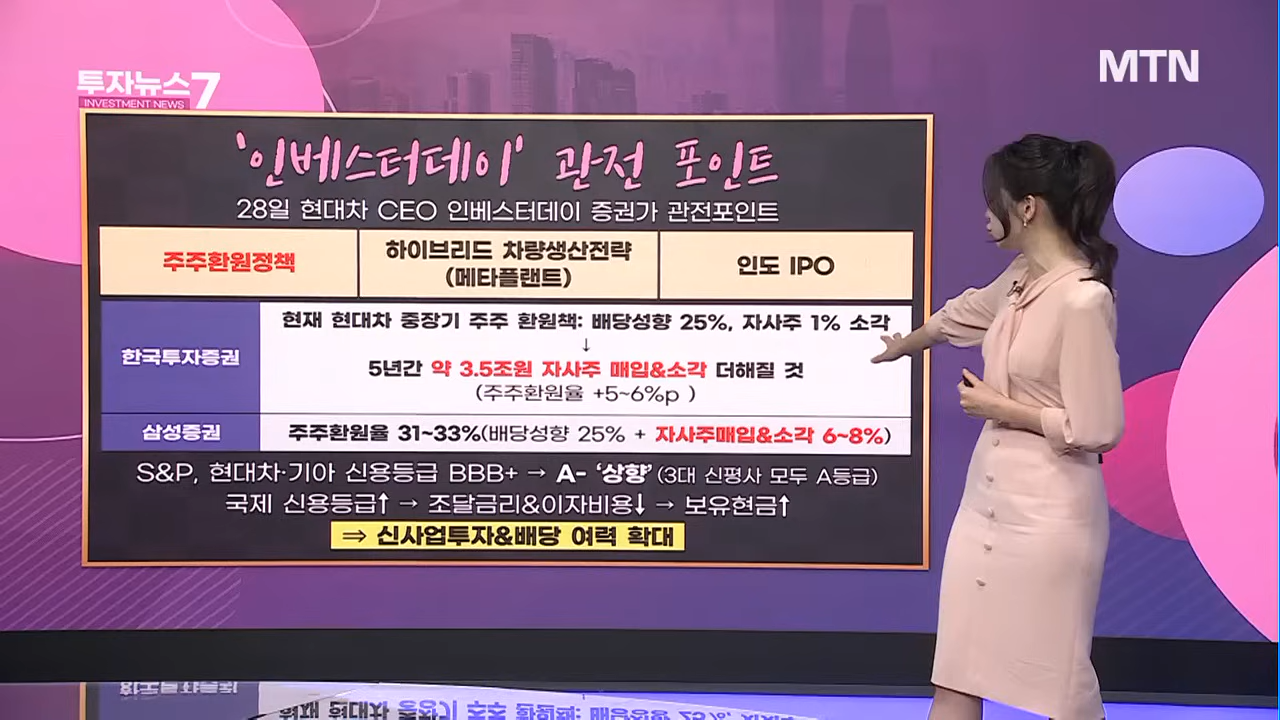 투자뉴스7
INVESTMENT NEWS
MTN
'인베스터데이' 관전 포인트
28일 현대차 CEO 인베스터데이 증권가 관전포인트
주주환원정책
하이브리드 차량생산전략
(메타플랜트)
인도 IPO
한국투자증권
현재 현대차 중장기 주주 환원책: 배당성향 25%, 자사주 1% 소각
↓
5년간 약 3.5조원 자사주 매입&소각 더해질 것
(주주환원율 +5~6%p )
삼성증권
주주환원율 31~33%(배당성향 25% + 자사주매입&소각 6~8%)
S&P, 현대차·기아 신용등급 BBB+ → A- '상향' (3대 신평사 모두 A등급)
국제 신용등급↑ → 조달금리&이자비용↓ → 보유현금↑
⇒ 신사업투자&배당 여력 확대